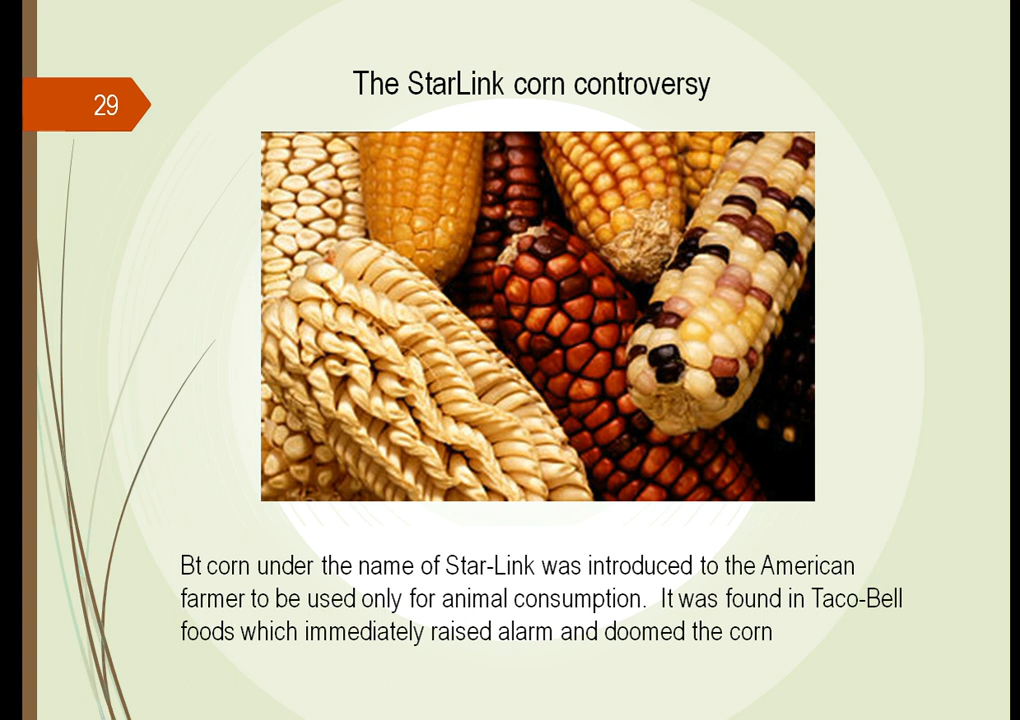 29
The StarLink corn controversy
Bt corn under the name of Star-Link was introduced to the American
farmer to be used only for animal consumption.  It was found in Taco-Bell
foods which immediately raised alarm and doomed the corn